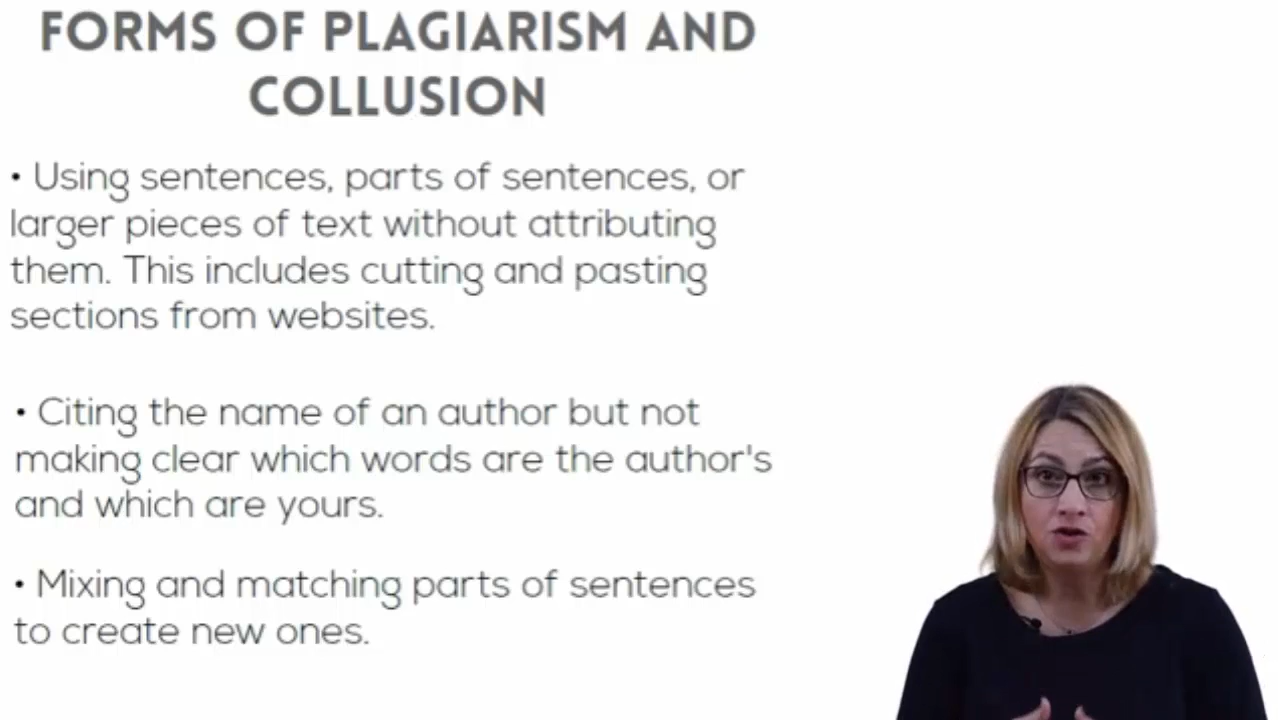 FORMS OF PLAGIARISM AND
COLLUSION
• Using sentences, parts of sentences, or
larger pieces of text without attributing
them. This includes cutting and pasting
sections from websites.
• Citing the name of an author but not
making clear which words are the author's
and which are yours.
• Mixing and matching parts of sentences
to create new ones.